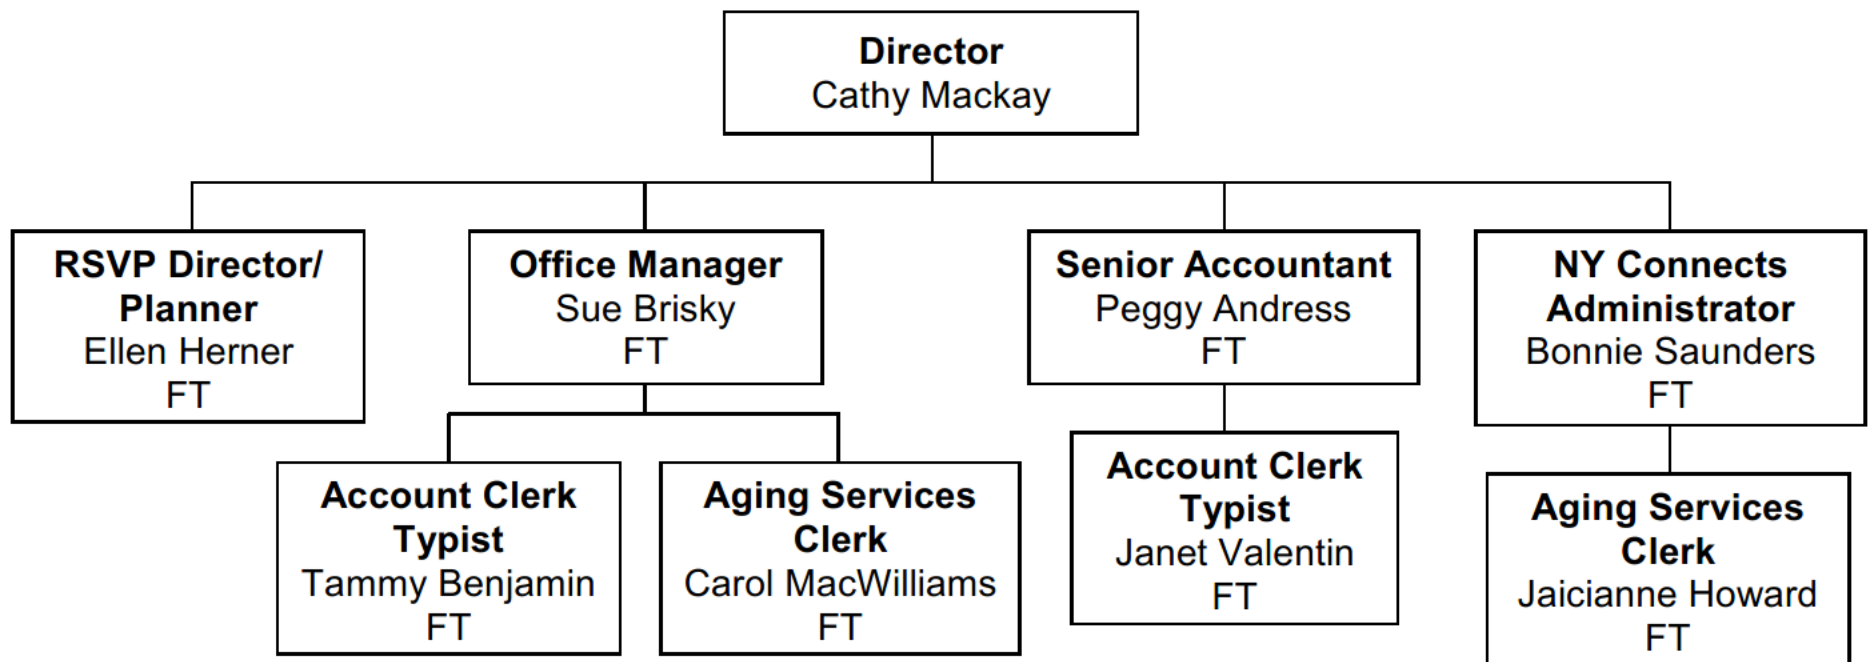 Director
Cathy Mackay
RSVP Director/
Planner
Ellen Herner
FT
Office Manager
Sue Brisky
FT
Senior Accountant
Peggy Andress
FT
NY Connects
Administrator
Bonnie Saunders
FT
Account Clerk
Typist
Tammy Benjamin
FT
Aging Services
Clerk
Carol MacWilliams
FT
Account Clerk
Typist
Janet Valentin
FT
Aging Services
Clerk
Jaicianne Howard
FT